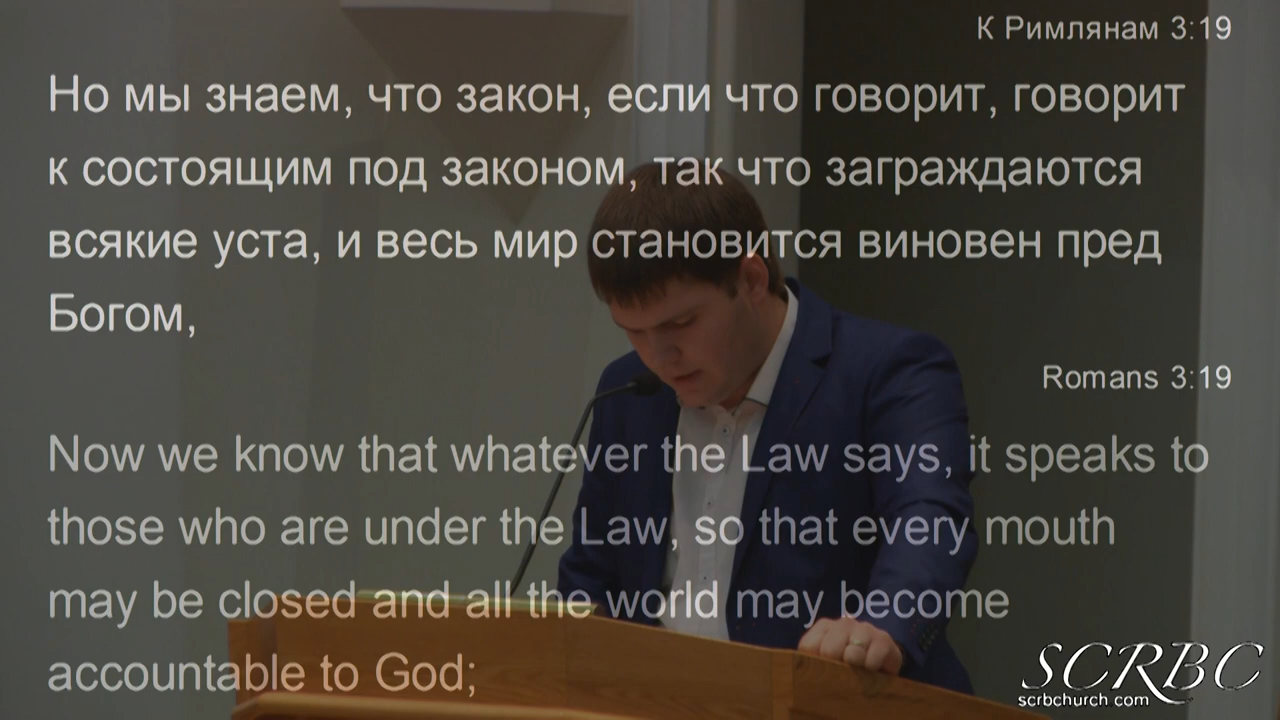 К Римлянам 3:19
Но мы знаем, что закон, если что говорит, говорит
к состоящим под законом, так что заграждаются
всякие уста, и весь мир становится виновен пред
Богом,
Romans 3:19
Now we know that whatever the Law says, it speaks to
those who are under the Law, so that every mouth
may be closed and all the world may become
accountable to God;
SCRBC
scrbchurch com